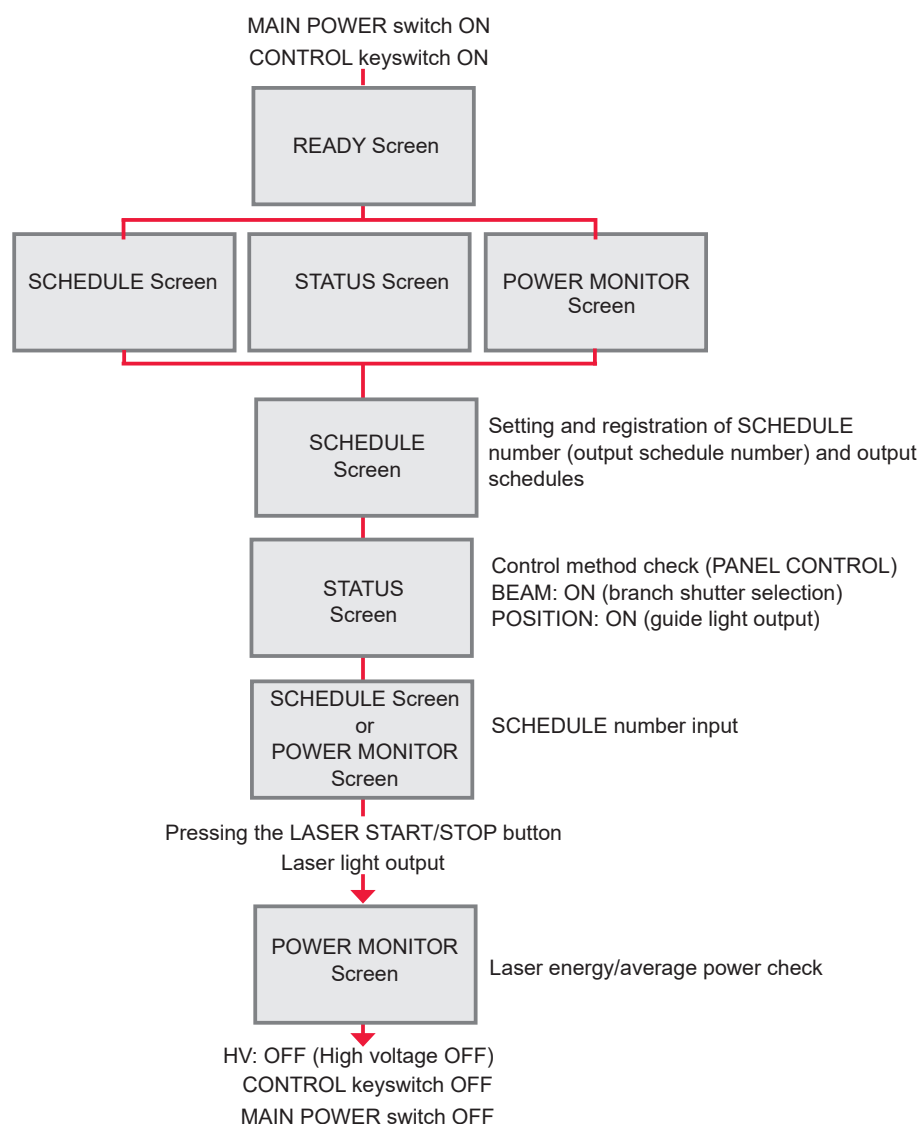 MAIN POWER switch ON
CONTROL keyswitch ON
READY Screen
SCHEDULE Screen
STATUS Screen
POWER MONITOR
Screen
SCHEDULE
Screen
Setting and registration of SCHEDULE
number (output schedule number) and output
schedules
STATUS
Screen
Control method check (PANEL CONTROL)
BEAM: ON (branch shutter selection)
POSITION: ON (guide light output)
SCHEDULE Screen
or
POWER MONITOR
Screen
SCHEDULE number input
Pressing the LASER START/STOP button
Laser light output
POWER MONITOR
Screen
Laser energy/average power check
HV: OFF (High voltage OFF)
CONTROL keyswitch OFF
MAIN POWER switch OFF